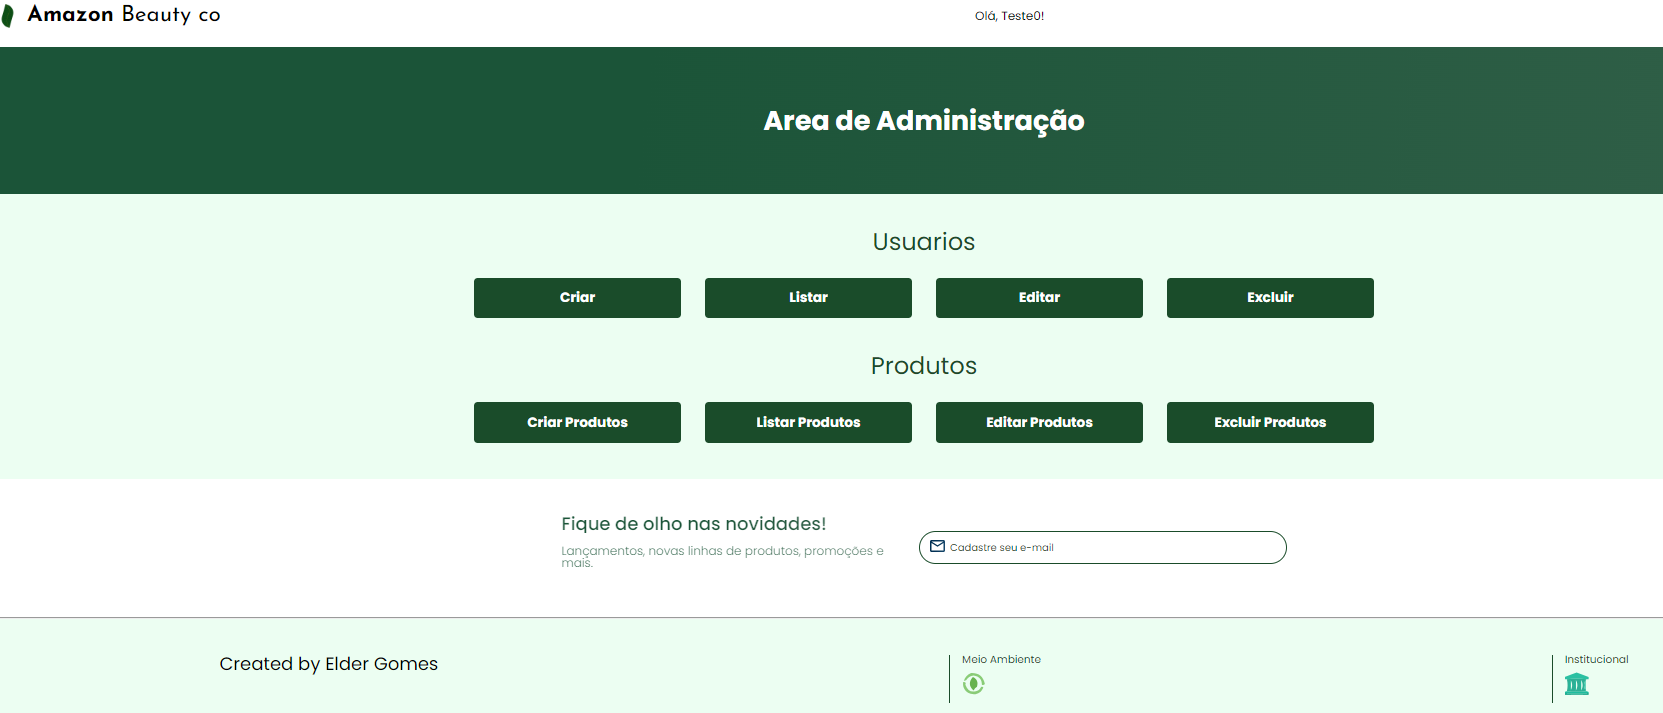 Amazon Beauty co
Olá, Teste0!
Area de Administração
Usuarios
Criar
Listar
Editar
Excluir
Produtos
Criar Produtos
Listar Produtos
Editar Produtos
Excluir Produtos
Fique de olho nas novidades!
Lançamentos, novas linhas de produtos, promoções e
mais.
Cadastre seu e-mail
Created by Elder Gomes
Meio Ambiente
Institucional